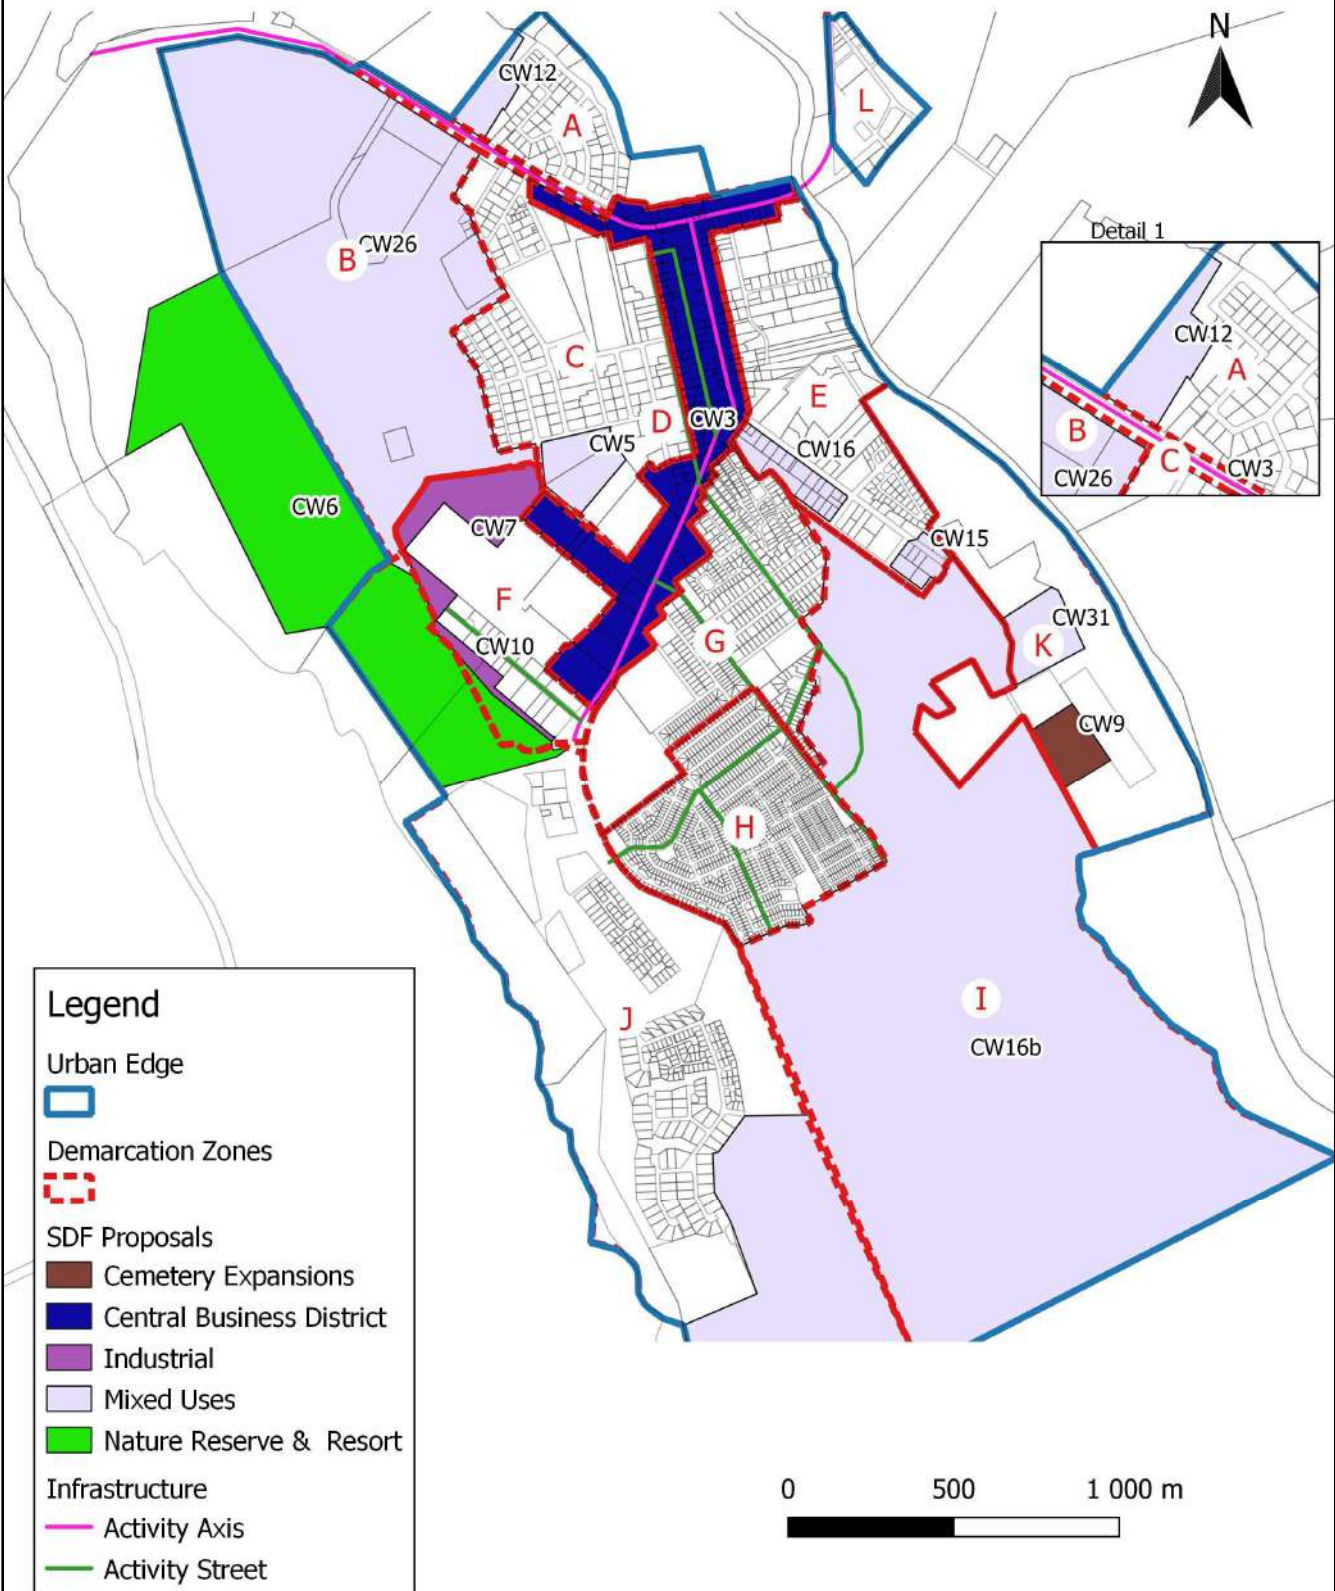 N
CW12
A
L
B
CW26
Detail 1
CW12
A
B
C
CW26
CW3
C
D
CW3
E
CW5
CW16
CW6
CW7
CW15
F
CW10
G
CW31
K
CW9
H
I
CW16b
J
Legend
Urban Edge
Demarcation Zones
SDF Proposals
Cemetery Expansions
Central Business District
Industrial
Mixed Uses
Nature Reserve & Resort
Infrastructure
Activity Axis
Activity Street
0 500 1 000 m